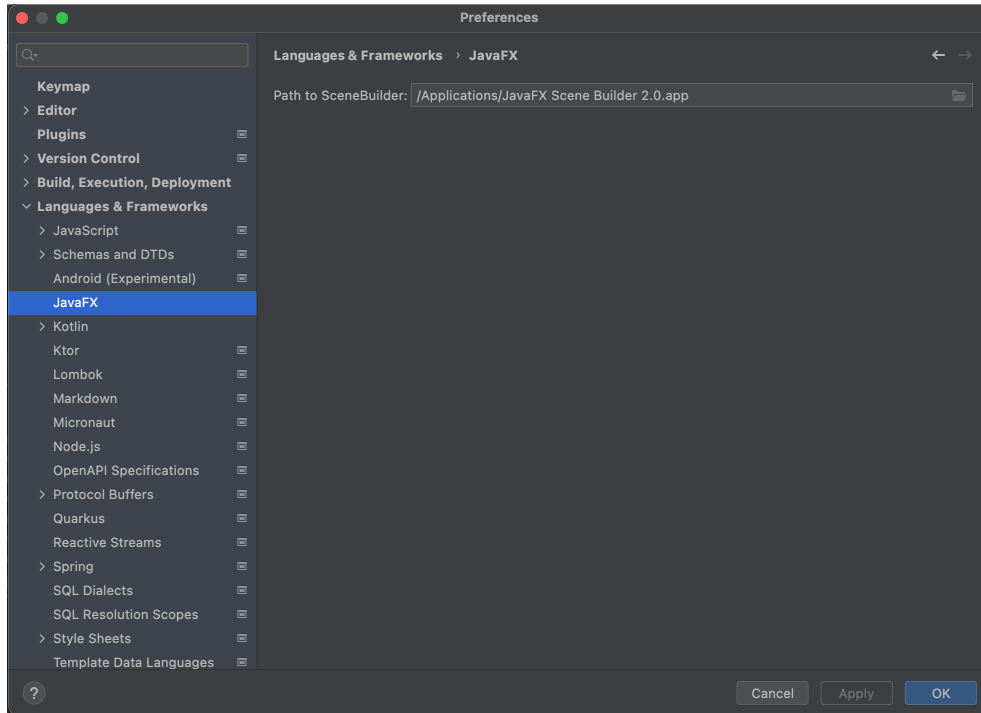 Preferences
Languages & Frameworks › JavaFX
Path to SceneBuilder: /Applications/JavaFX Scene Builder 2.0.app
Keymap
Editor
Plugins
Version Control
Build, Execution, Deployment
Languages & Frameworks
JavaScript
Schemas and DTDs
Android (Experimental)
JavaFX
Kotlin
Ktor
Lombok
Markdown
Micronaut
Node.js
OpenAPI Specifications
Protocol Buffers
Quarkus
Reactive Streams
Spring
SQL Dialects
SQL Resolution Scopes
Style Sheets
Template Data Languages
?
Cancel Apply OK